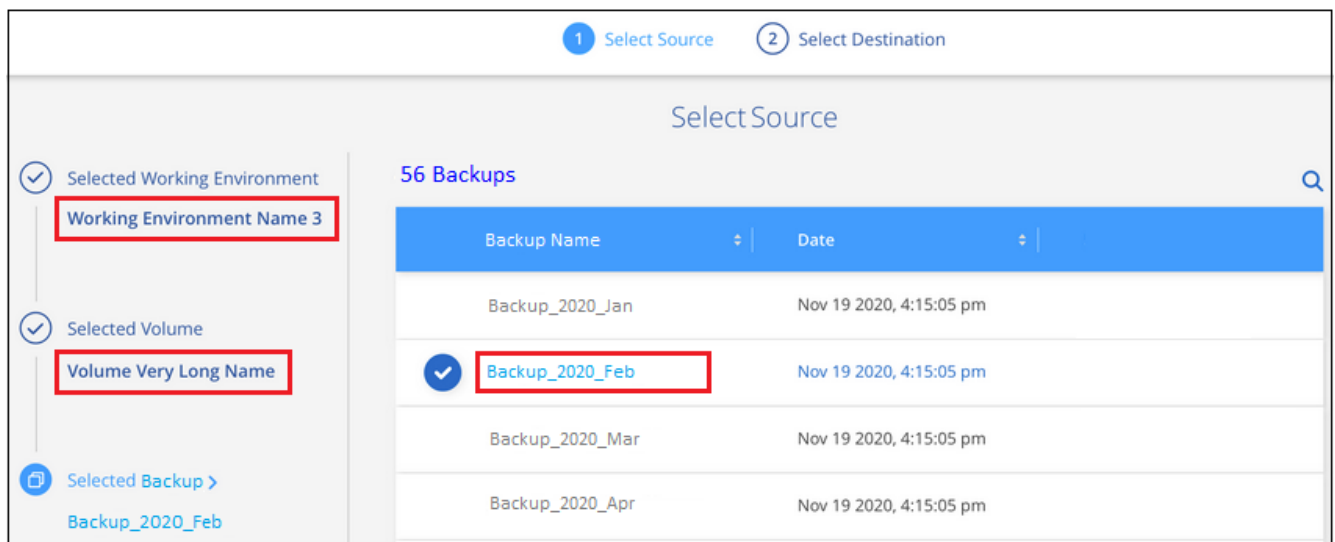 1 Select Source 2 Select Destination
Select Source
Selected Working Environment
Working Environment Name 3
Selected Volume
Volume Very Long Name
Selected Backup >
Backup_2020_Feb
56 Backups
Backup Name Date
Backup_2020_Jan Nov 19 2020, 4:15:05 pm
Backup_2020_Feb Nov 19 2020, 4:15:05 pm
Backup_2020_Mar Nov 19 2020, 4:15:05 pm
Backup_2020_Apr Nov 19 2020, 4:15:05 pm